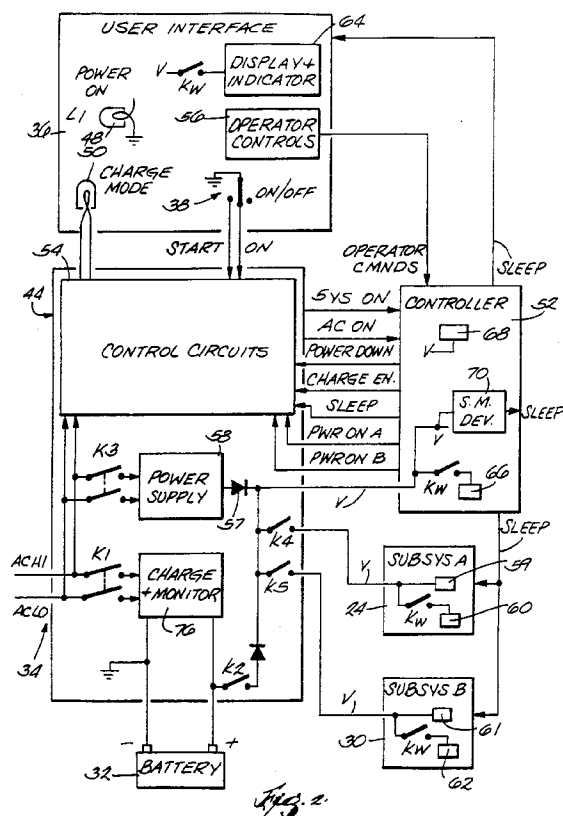 USER INTERFACE
64
POWER
ON
V
KW
DISPLAY+
INDICATOR
L1
36
48
50
56
OPERATOR
CONTROLS
CHARGE
MODE
38
ON/OFF
START
ON
54
44
OPERATOR
CMNDS
SLEEP
CONTROL CIRCUITS
SYS ON
AC ON
POWER DOWN
CHARGE EN.
SLEEP
PWR ON A
PWR ON B
CONTROLLER
52
68
V
70
S.M.
DEV.
SLEEP
V
KW
66
K3
58
POWER
SUPPLY
57
V
K4
SLEEP
ACHI
ACLO
K1
CHARGE
+MONITOR
76
K5
34
K2
V
SUBSYS A
59
24
KW
60
V
SUBSYS B
61
30
KW
62
-
+
32
BATTERY
Fig. 2.